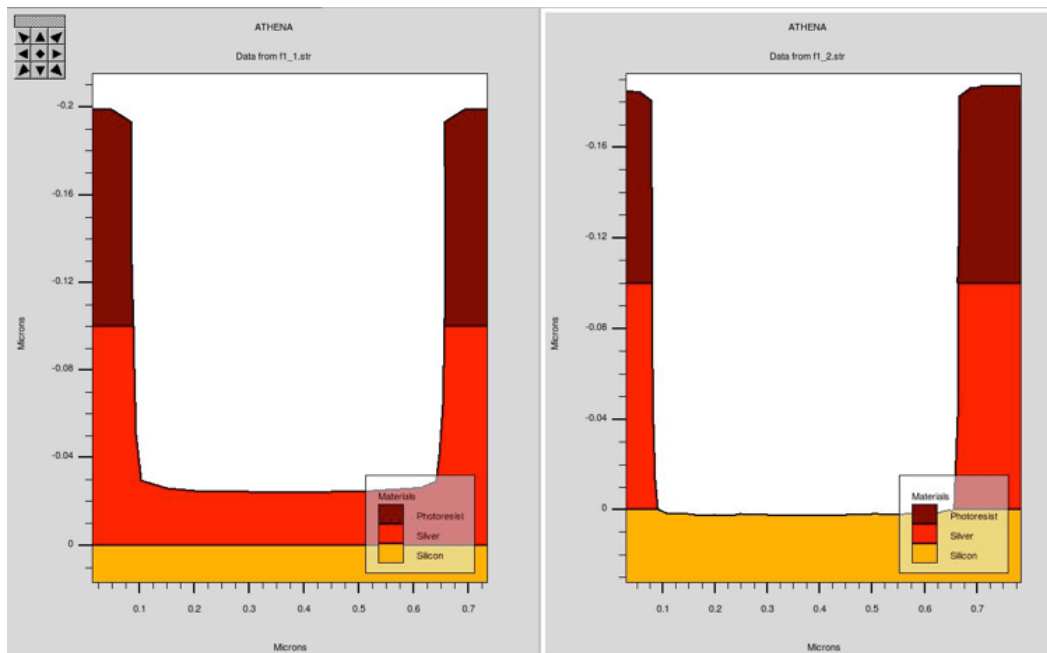 ATHENA
Data from f1_1.str
-0.2
-0.16
-0.12
-0.08
-0.04
0
Microns
0.1
0.2
0.3
0.4
0.5
0.6
0.7
Microns
Materials
Photoresist
Silver
Silicon
ATHENA
Data from f1_2.str
-0.16
-0.12
-0.08
-0.04
0
Microns
0.1
0.2
0.3
0.4
0.5
0.6
0.7
Microns
Materials
Photoresist
Silver
Silicon